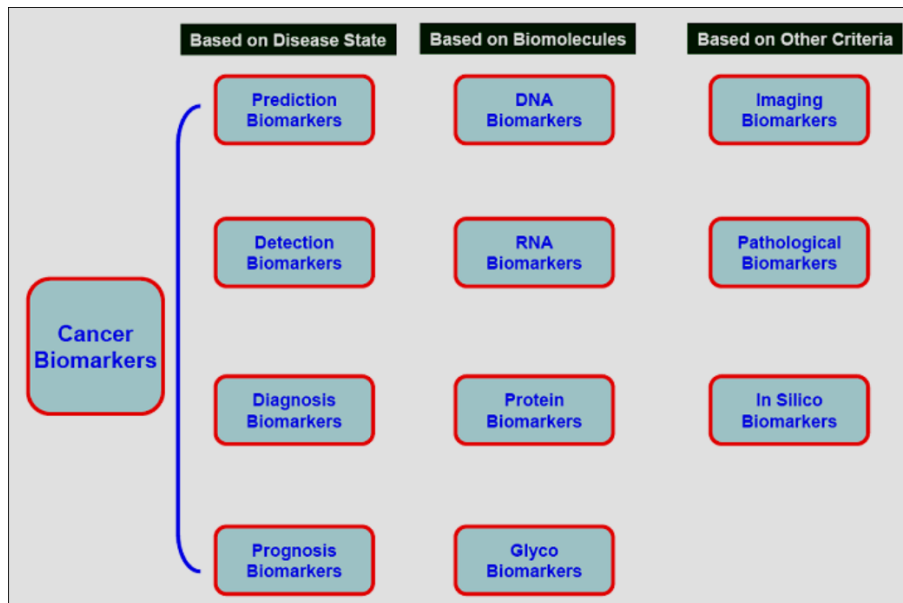 Based on Disease State
Based on Biomolecules
Based on Other Criteria
Prediction
Biomarkers
DNA
Biomarkers
Imaging
Biomarkers
Detection
Biomarkers
RNA
Biomarkers
Pathological
Biomarkers
Cancer
Biomarkers
Diagnosis
Biomarkers
Protein
Biomarkers
In Silico
Biomarkers
Prognosis
Biomarkers
Glyco
Biomarkers